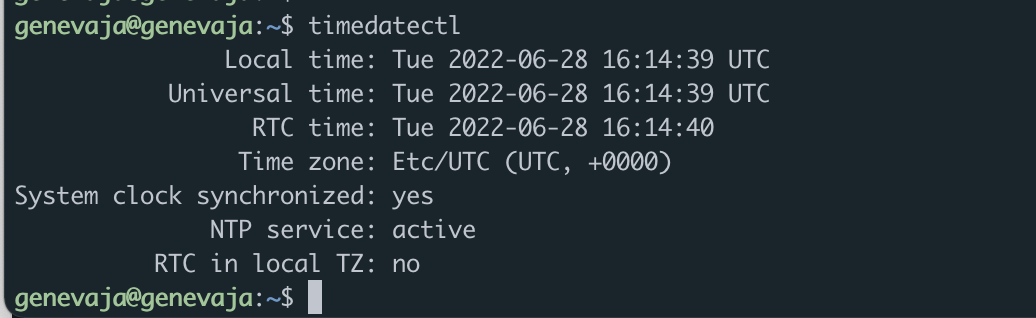 genevaja@genevaja:~$ timedatectl
Local time: Tue 2022-06-28 16:14:39 UTC
Universal time: Tue 2022-06-28 16:14:39 UTC
RTC time: Tue 2022-06-28 16:14:40
Time zone: Etc/UTC (UTC, +0000)
System clock synchronized: yes
NTP service: active
RTC in local TZ: no
genevaja@genevaja:~$